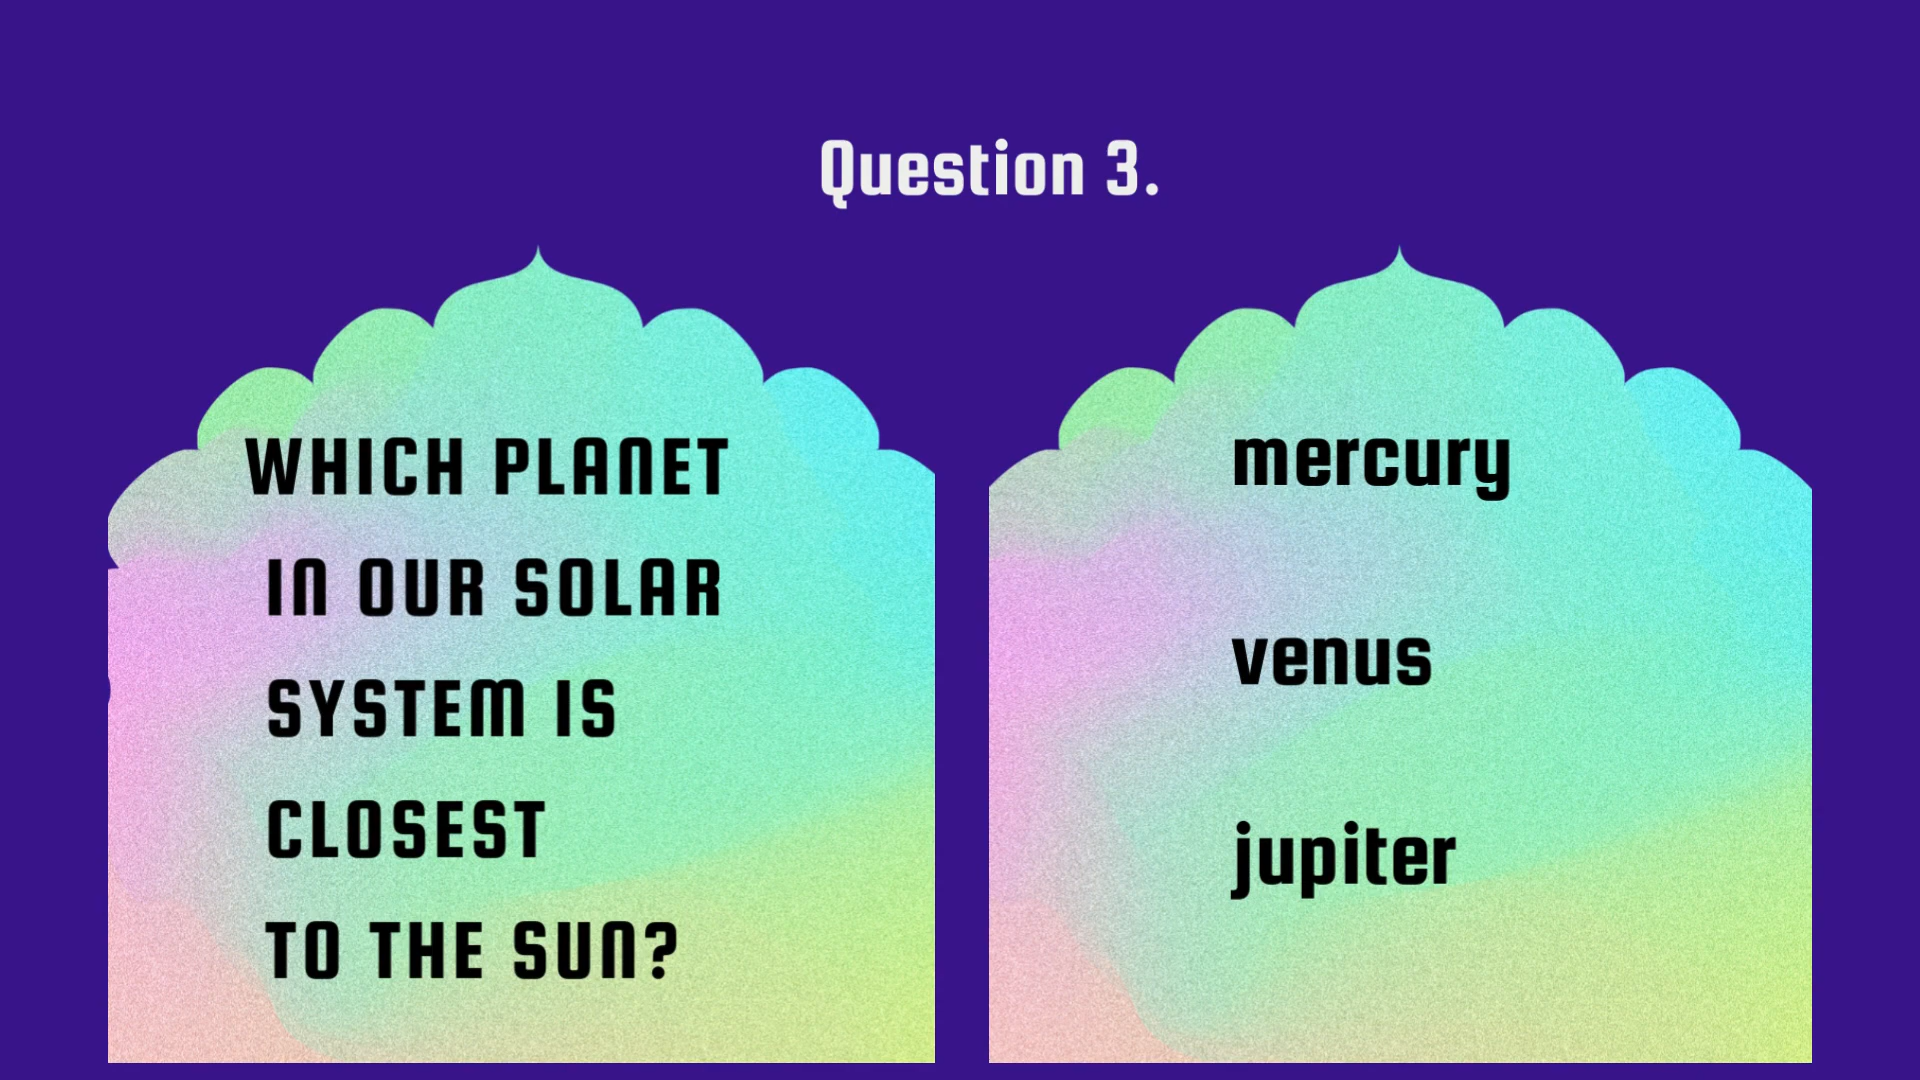 Question 3.
WHICH PLANET
IN OUR SOLAR
SYSTEM IS
CLOSEST
TO THE SUN?
mercury
venus
jupiter